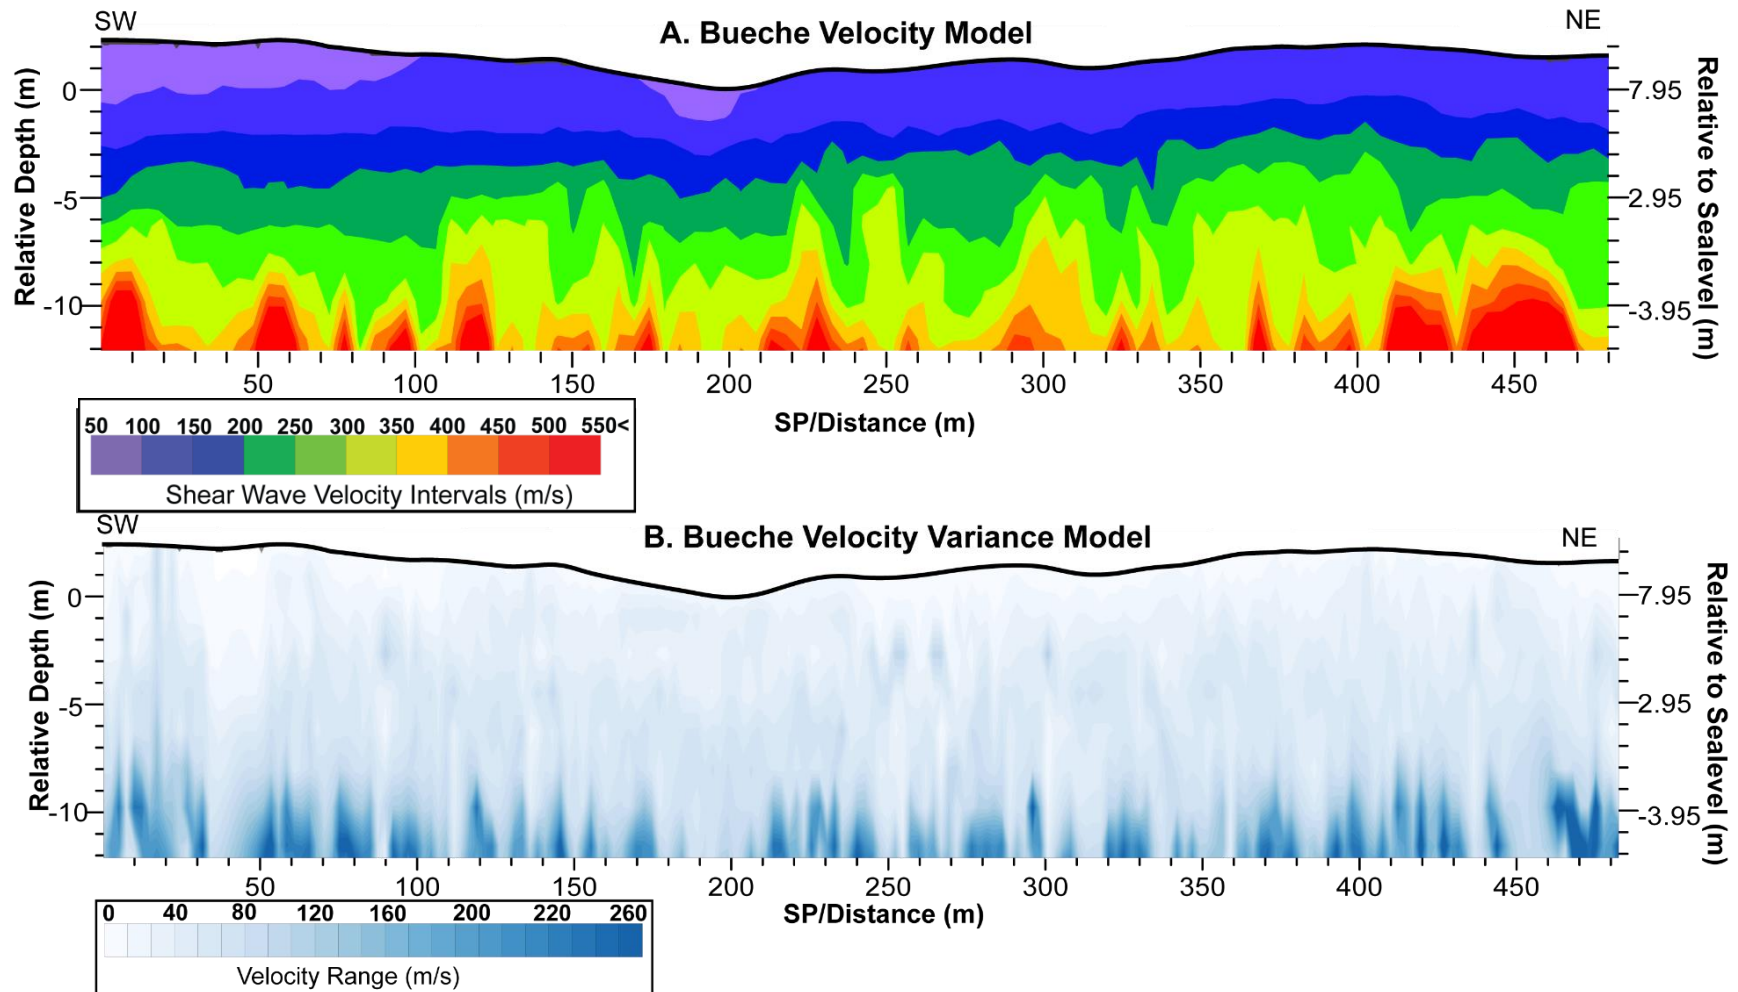 SW
A. Bueche Velocity Model
NE
Relative Depth (m)
0
-5
-10
7.95
2.95
-3.95
Relative to Sealevel (m)
50 100 150 200 250 300 350 400 450
SP/Distance (m)
50 100 150 200 250 300 350 400 450 500 550<
Shear Wave Velocity Intervals (m/s)
SW
B. Bueche Velocity Variance Model
NE
Relative Depth (m)
0
-5
-10
7.95
2.95
-3.95
Relative to Sealevel (m)
50 100 150 200 250 300 350 400 450
SP/Distance (m)
0 40 80 120 160 200 220 260
Velocity Range (m/s)